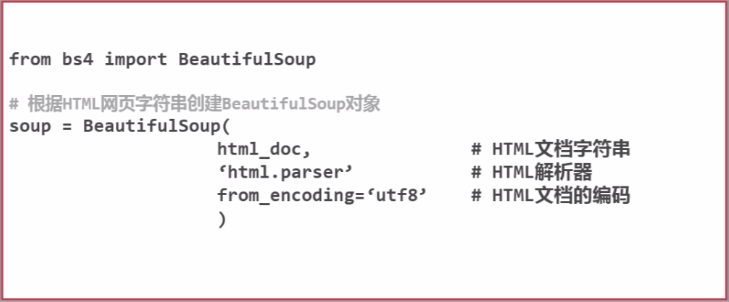 from bs4 import BeautifulSoup
# 根据HTML网页字符串创建BeautifulSoup对象
soup = BeautifulSoup(
html_doc, # HTML文档字符串
‘html.parser’ # HTML解析器
from_encoding=‘utf8’ # HTML文档的编码
)